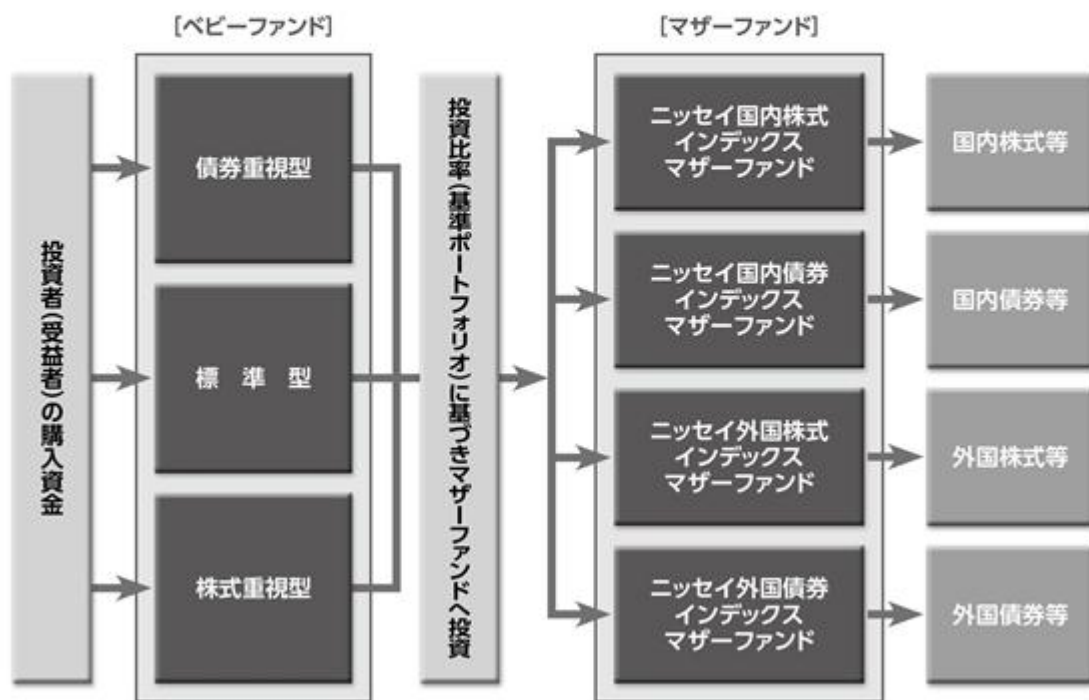 [ベビーファンド]
[マザーファンド]
投資者(受益者)の購入資金
債券重視型
標 準 型
株式重視型
投資比率(基準ポートフォリオ)に基づきマザーファンドへ投資
ニッセイ国内株式
インデックス
マザーファンド
国内株式等
ニッセイ国内債券
インデックス
マザーファンド
国内債券等
ニッセイ外国株式
インデックス
マザーファンド
外国株式等
ニッセイ外国債券
インデックス
マザーファンド
外国債券等